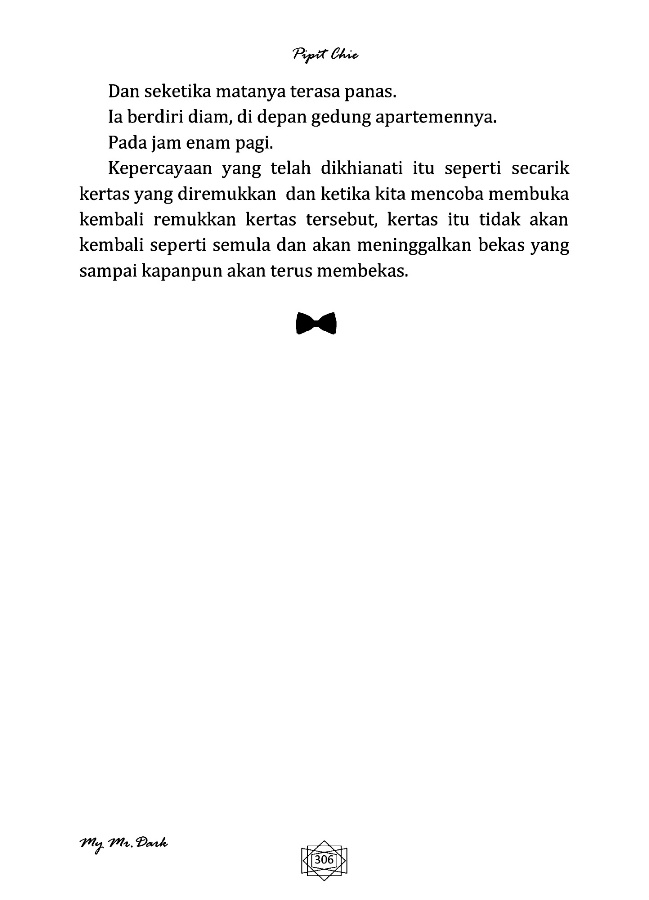 Pipit Chie
Dan seketika matanya terasa panas.
Ia berdiri diam, di depan gedung apartemennya.
Pada jam enam pagi.
Kepercayaan yang telah dikhianati itu seperti secarik
kertas yang diremukkan  dan ketika kita mencoba membuka
kembali remukkan kertas tersebut, kertas itu tidak akan
kembali seperti semula dan akan meninggalkan bekas yang
sampai kapanpun akan terus membekas.
My Mr. Dark
306